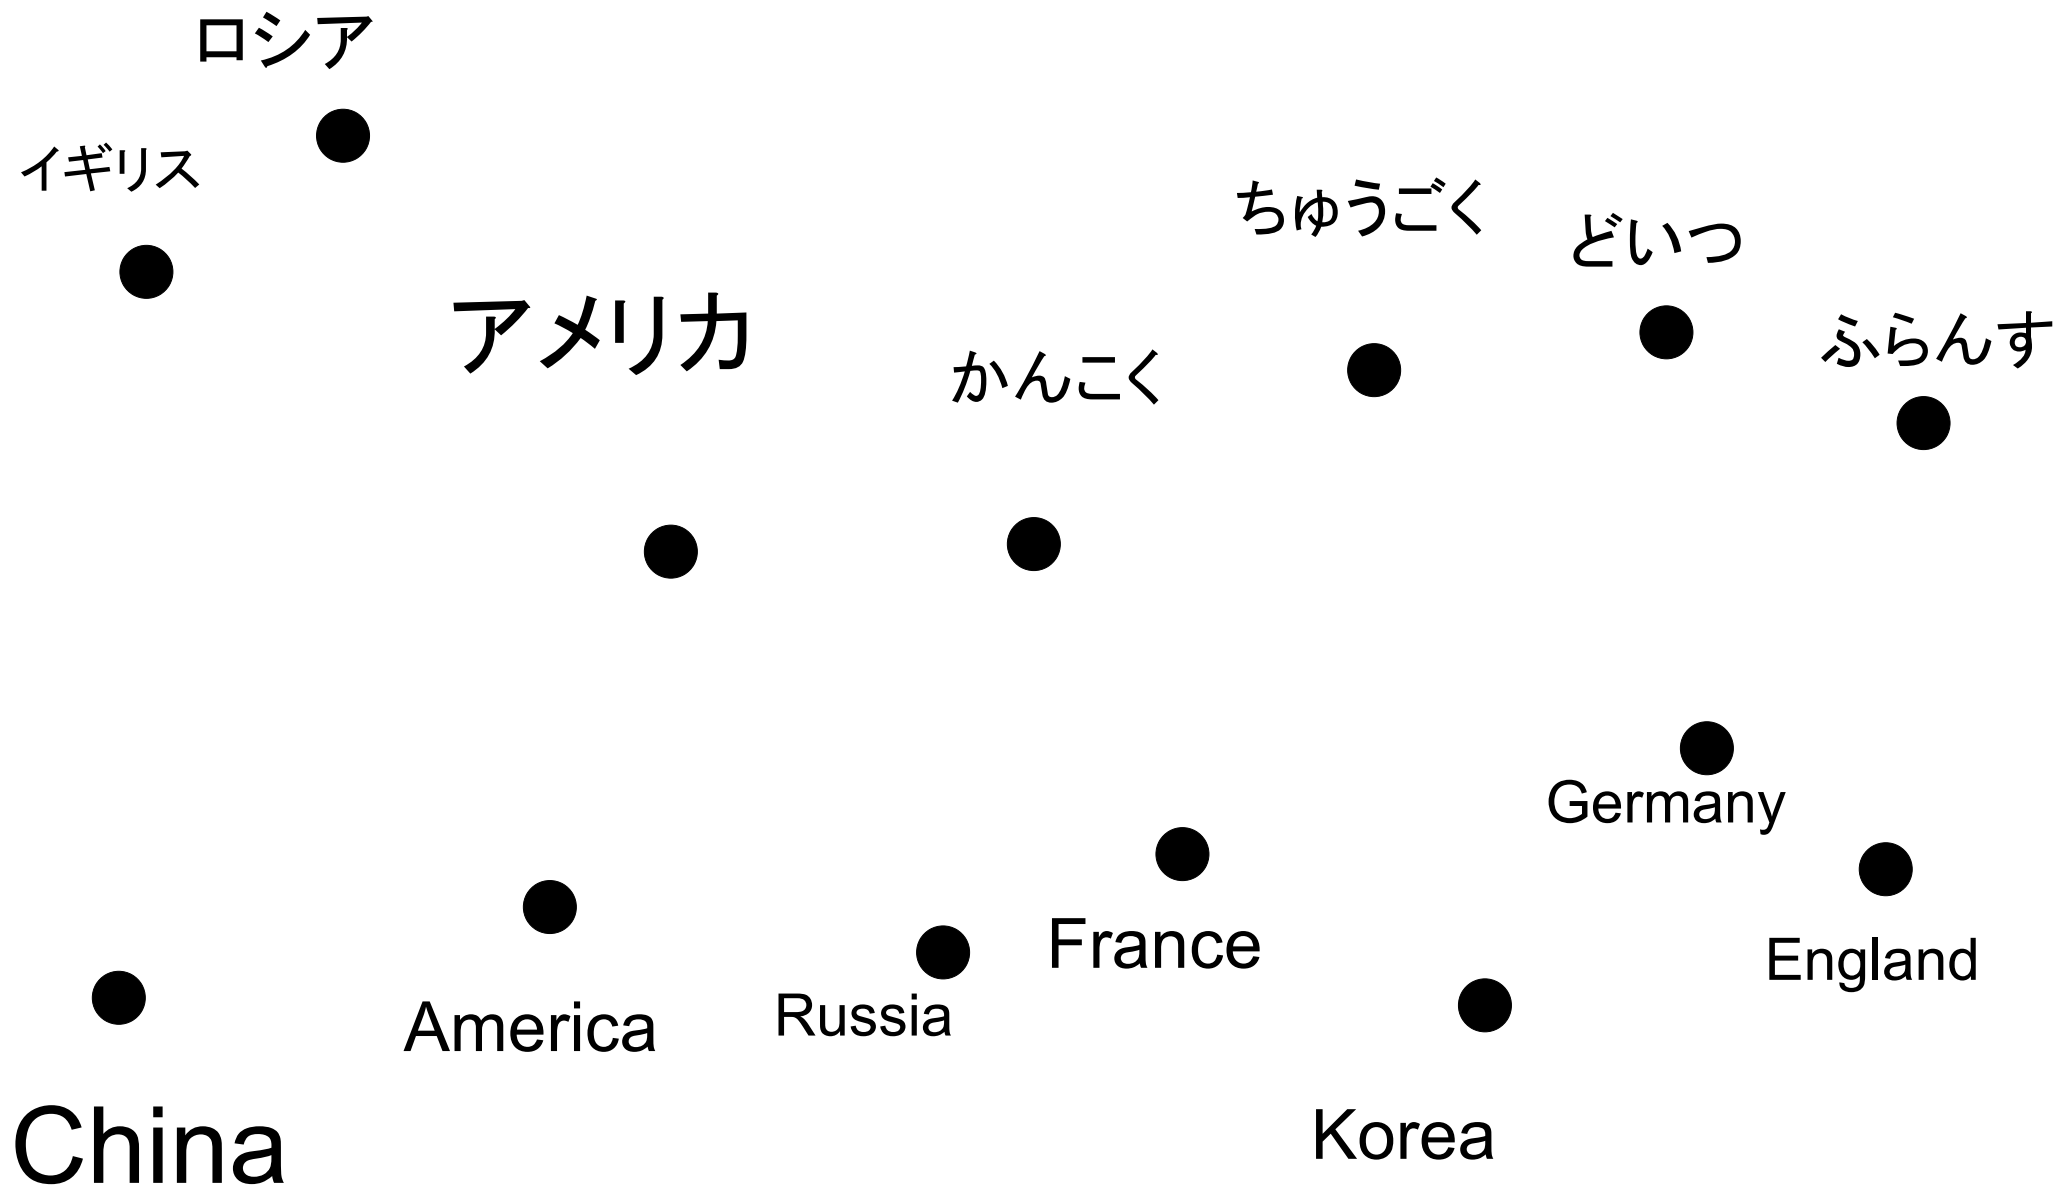 ロシア
イギリス
アメリカ
かんこく
ちゅうごく
どいつ
ふらんす
China
America
Russia
France
Korea
Germany
England